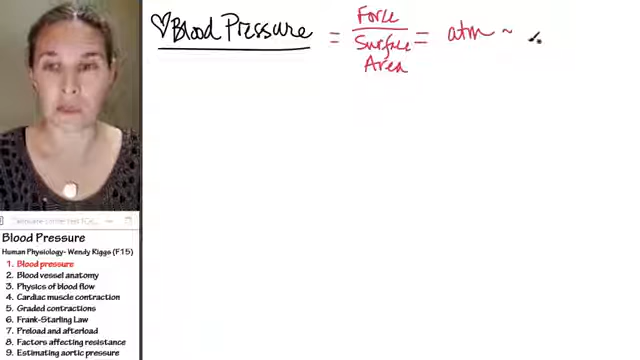 ♡Blood Pressure = Force / Surface Area = atm ~
Blood Pressure
Human Physiology- Wendy Riggs (F15)
1. Blood pressure
2. Blood vessel anatomy
3. Physics of blood flow
4. Cardiac muscle contraction
5. Graded contractions
6. Frank-Starling Law
7. Preload and afterload
8. Factors affecting resistance
9. Estimating aortic pressure